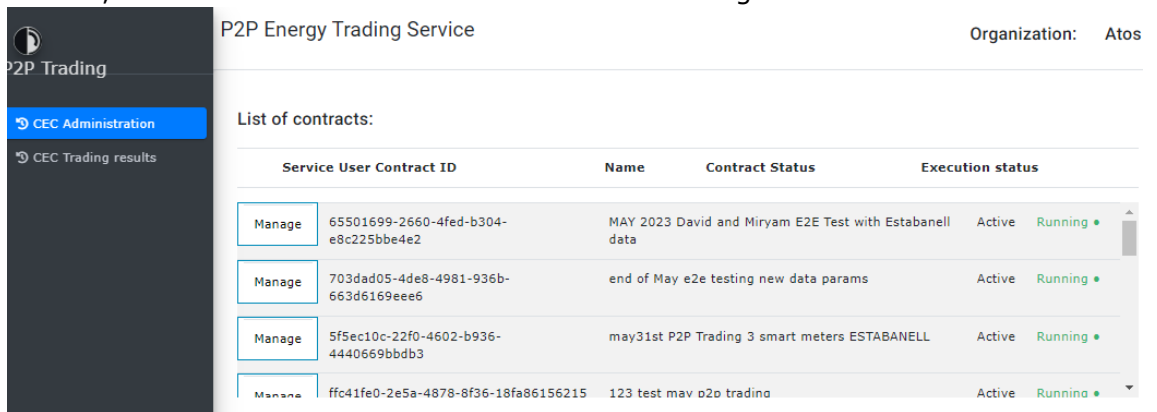 P2P Energy Trading Service
Organization: Atos
P2P Trading
CEC Administration
CEC Trading results
List of contracts:
Service User Contract ID Name Contract Status Execution status
Manage 65501699-2660-4fed-b304- MAY 2023 David and Miryam E2E Test with Estabanell Active Running
e8c225bbe4e2 data
Manage 703dad05-4de8-4981-936b- end of May e2e testing new data params Active Running
663d6169eee6
Manage 5f5ec10c-22f0-4602-b936- may31st P2P Trading 3 smart meters ESTABANELL Active Running
4440669bbdb3
Manage ffc41fe0-2e5a-4878-8f36-18fa86156215 123 test may p2p trading Active Running